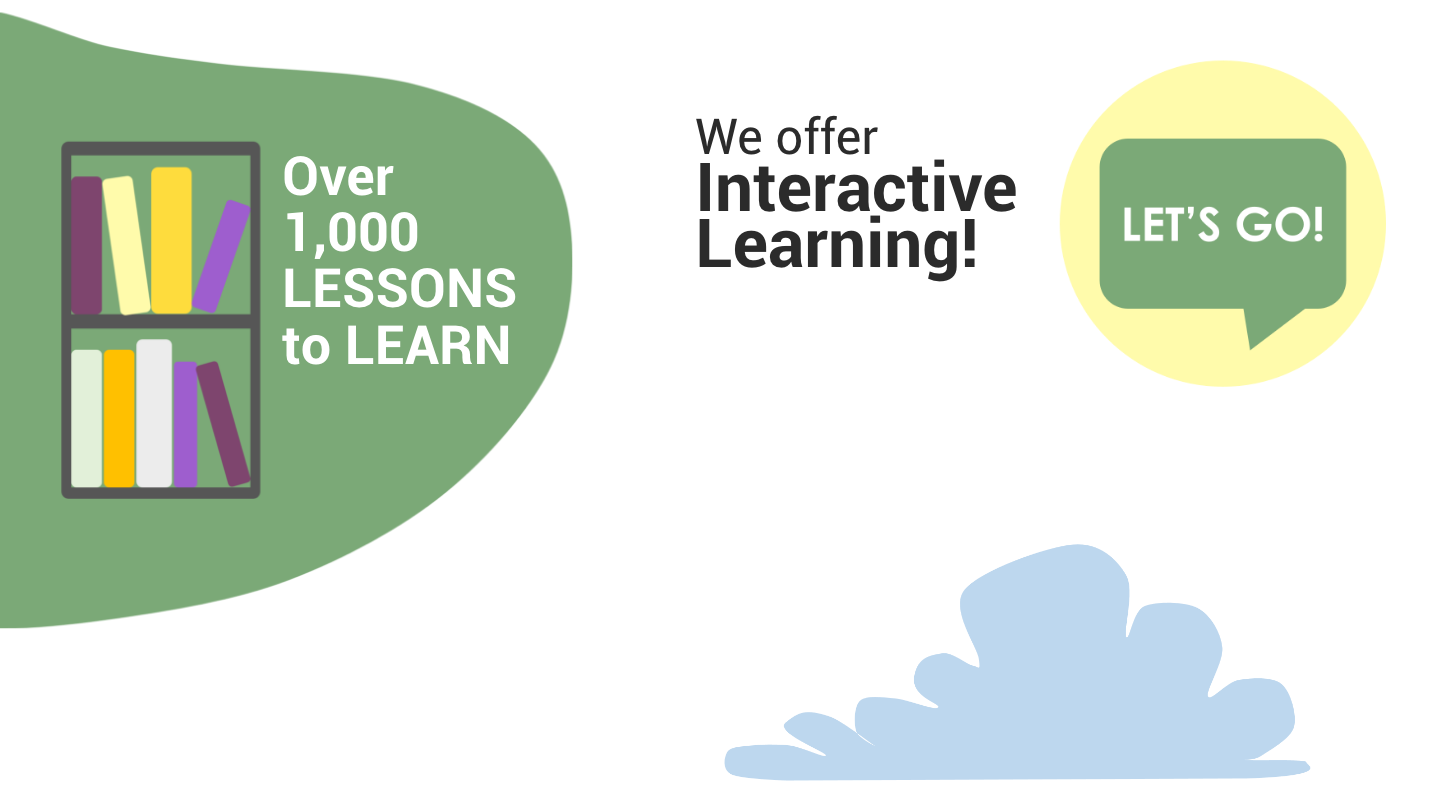 Over
1,000
LESSONS
to LEARN
We offer
Interactive
Learning!
LET'S GO!